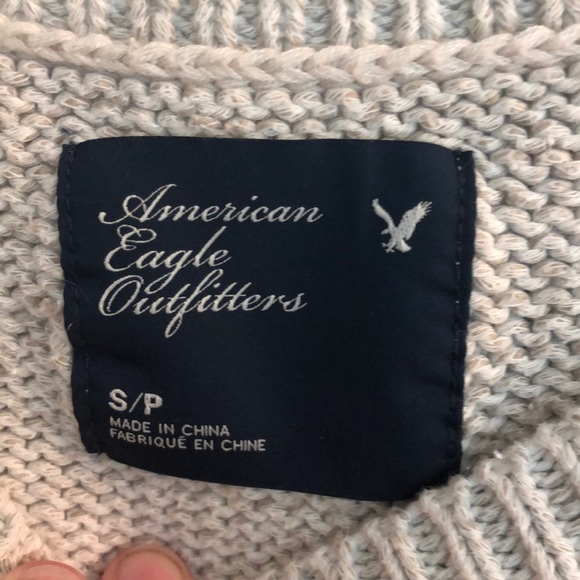 American
Eagle
Outfitters
S/P
MADE IN CHINA
FABRIQUÉ EN CHINE